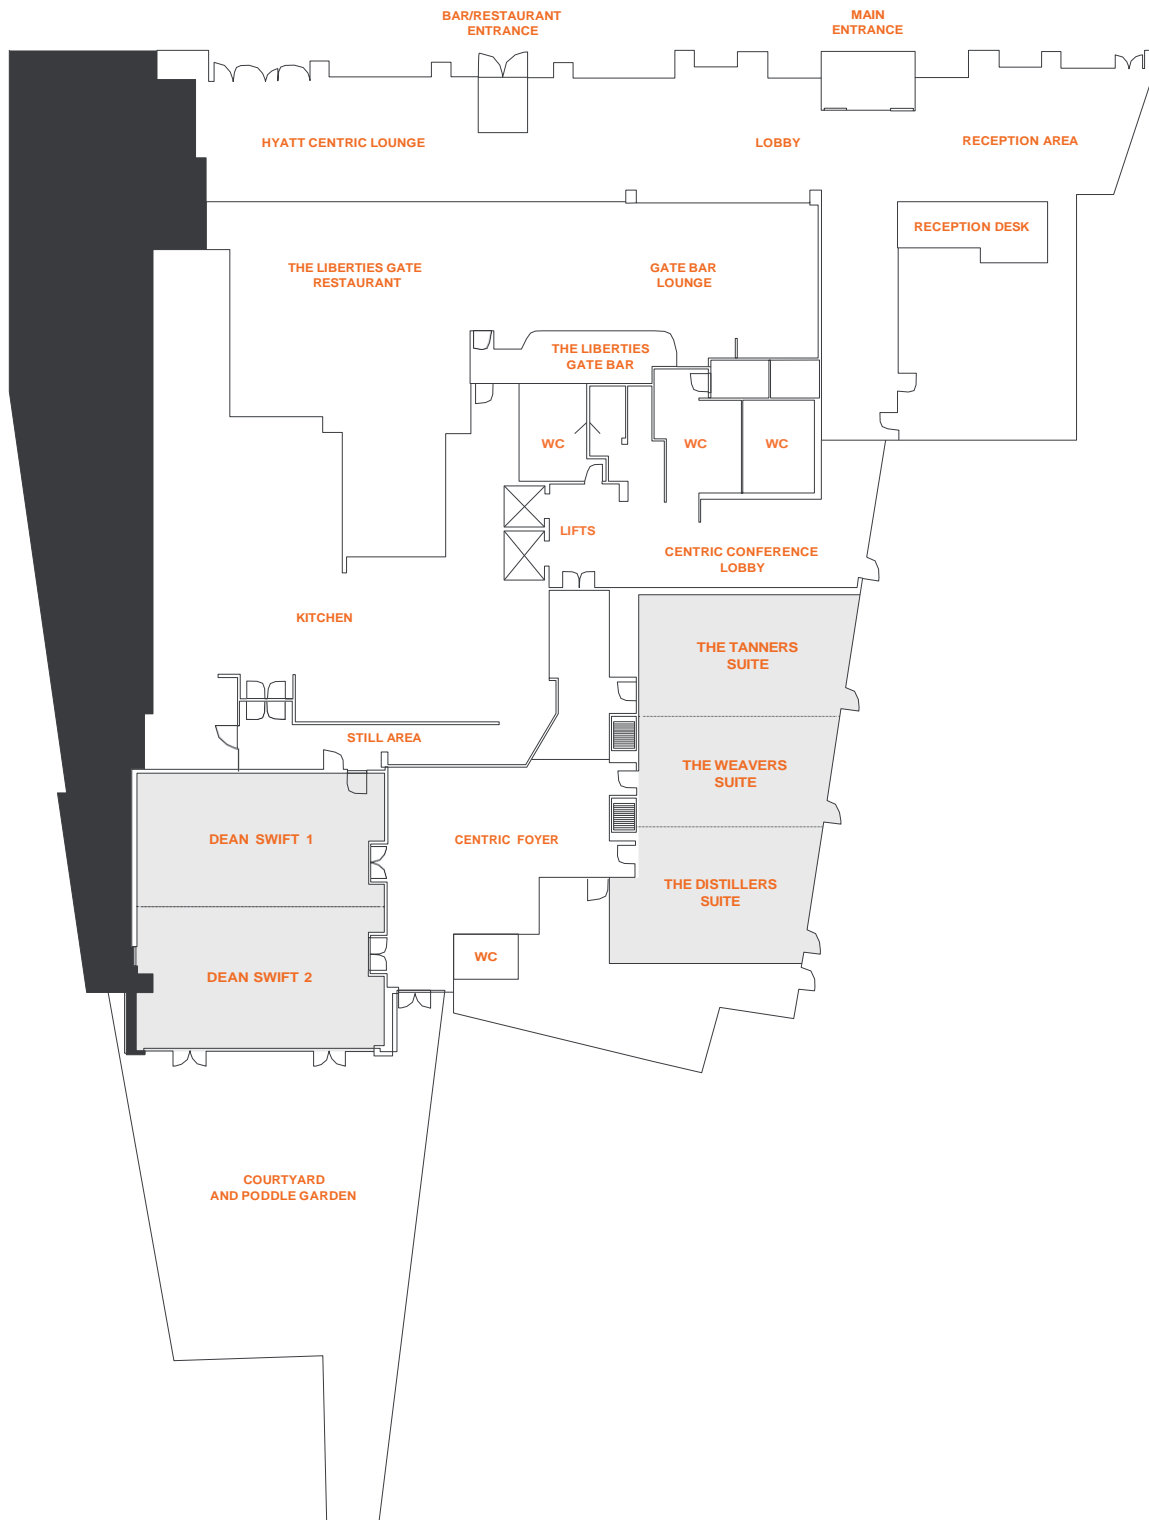 BAR/RESTAURANT
ENTRANCE
MAIN
ENTRANCE
HYATT CENTRIC LOUNGE
LOBBY
RECEPTION AREA
RECEPTION DESK
THE LIBERTIES GATE
RESTAURANT
GATE BAR
LOUNGE
THE LIBERTIES
GATE BAR
WC
WC
WC
LIFTS
CENTRIC CONFERENCE
LOBBY
KITCHEN
THE TANNERS
SUITE
STILL AREA
THE WEAVERS
SUITE
DEAN SWIFT 1
CENTRIC FOYER
THE DISTILLERS
SUITE
WC
DEAN SWIFT 2
COURTYARD
AND PODDLE GARDEN